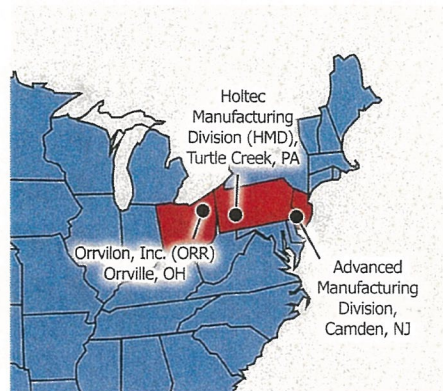 Holtec
Manufacturing
Division (HMD),
Turtle Creek, PA
Orrvilon, Inc. (ORR)
Orrville, OH
Advanced
Manufacturing
Division,
Camden, NJ